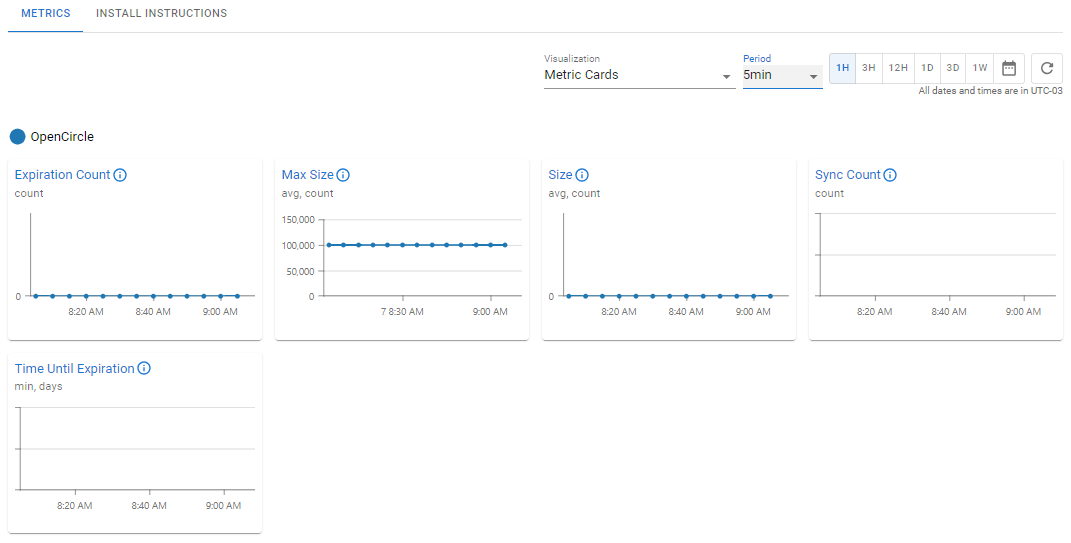 METRICS INSTALL INSTRUCTIONS
Visualization
Metric Cards
Period
5min
1H 3H 12H 1D 3D 1W
All dates and times are in UTC-03
OpenCircle
Expiration Count
count
0
8:20 AM 8:40 AM 9:00 AM
Max Size
avg, count
150,000
100,000
50,000
0
7 8:30 AM 9:00 AM
Size
avg, count
0
8:20 AM 8:40 AM 9:00 AM
Sync Count
count
8:20 AM 8:40 AM 9:00 AM
Time Until Expiration
min, days
8:20 AM 8:40 AM 9:00 AM